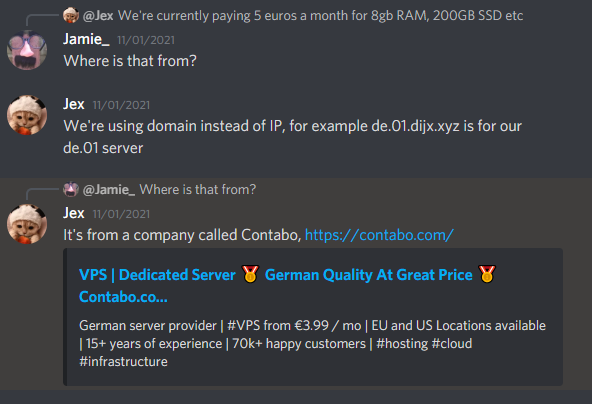 @Jex We're currently paying 5 euros a month for 8gb RAM, 200GB SSD etc
Jamie_ 11/01/2021
Where is that from?
Jex 11/01/2021
We're using domain instead of IP, for example de.01.dijx.xyz is for our
de.01 server
@Jamie_ Where is that from?
Jex 11/01/2021
It's from a company called Contabo, https://contabo.com/
VPS | Dedicated Server 🏅 German Quality At Great Price 🏅
Contabo.co...
German server provider | #VPS from €3.99 / mo | EU and US Locations available
| 15+ years of experience | 70k+ happy customers | #hosting #cloud
#infrastructure